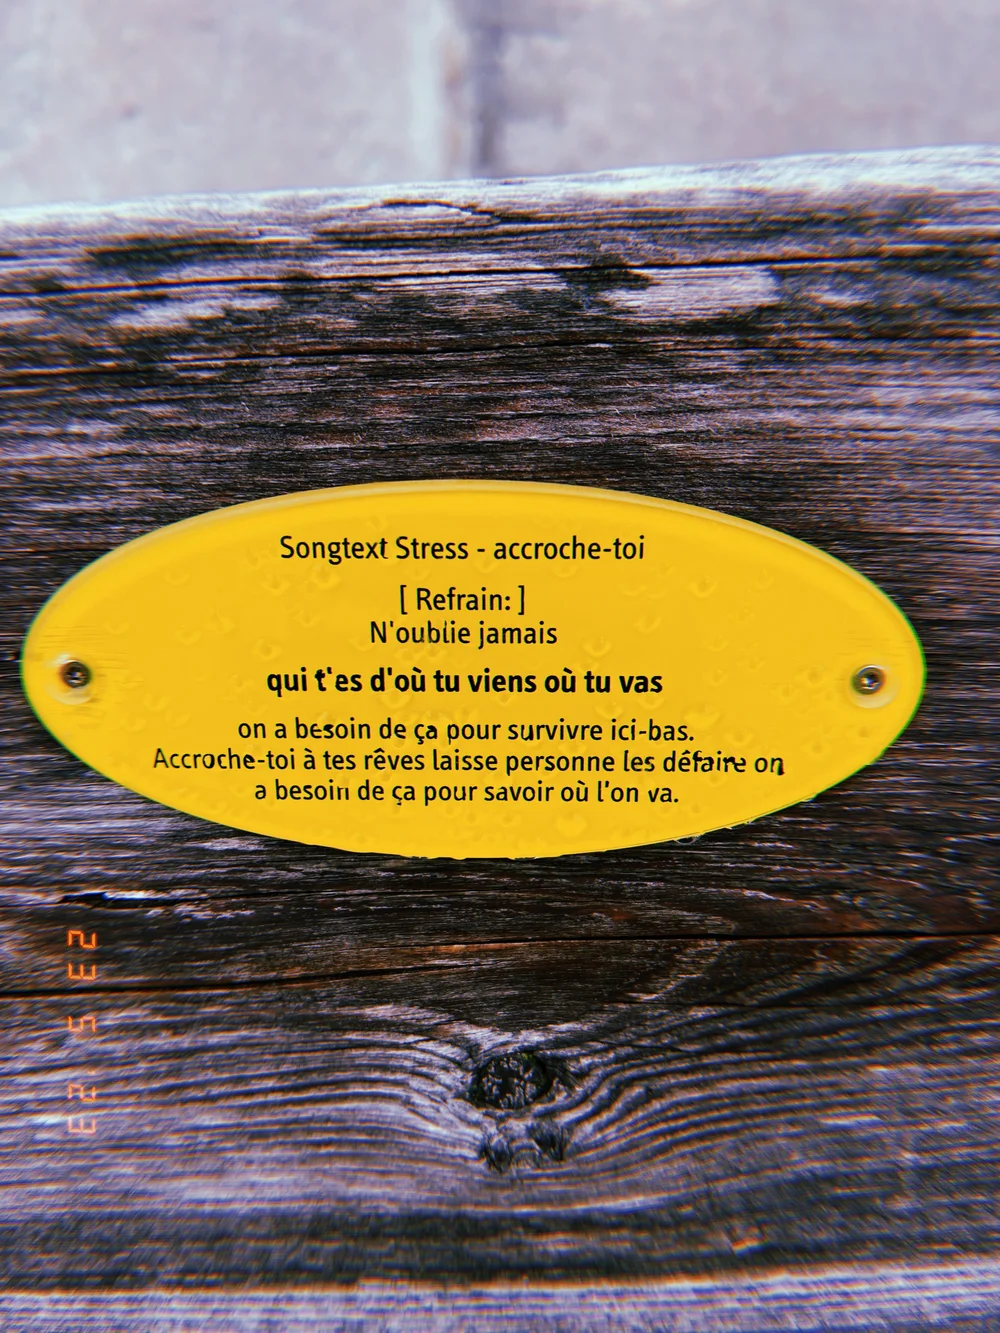 Songtext Stress - accroche-toi
[ Refrain: ]
N'oublie jamais
qui t'es d'où tu viens où tu vas
on a besoin de ça pour survivre ici-bas.
Accroche-toi à tes rêves laisse personne les défaire on
a besoin de ça pour savoir où l'on va.
23 5 23